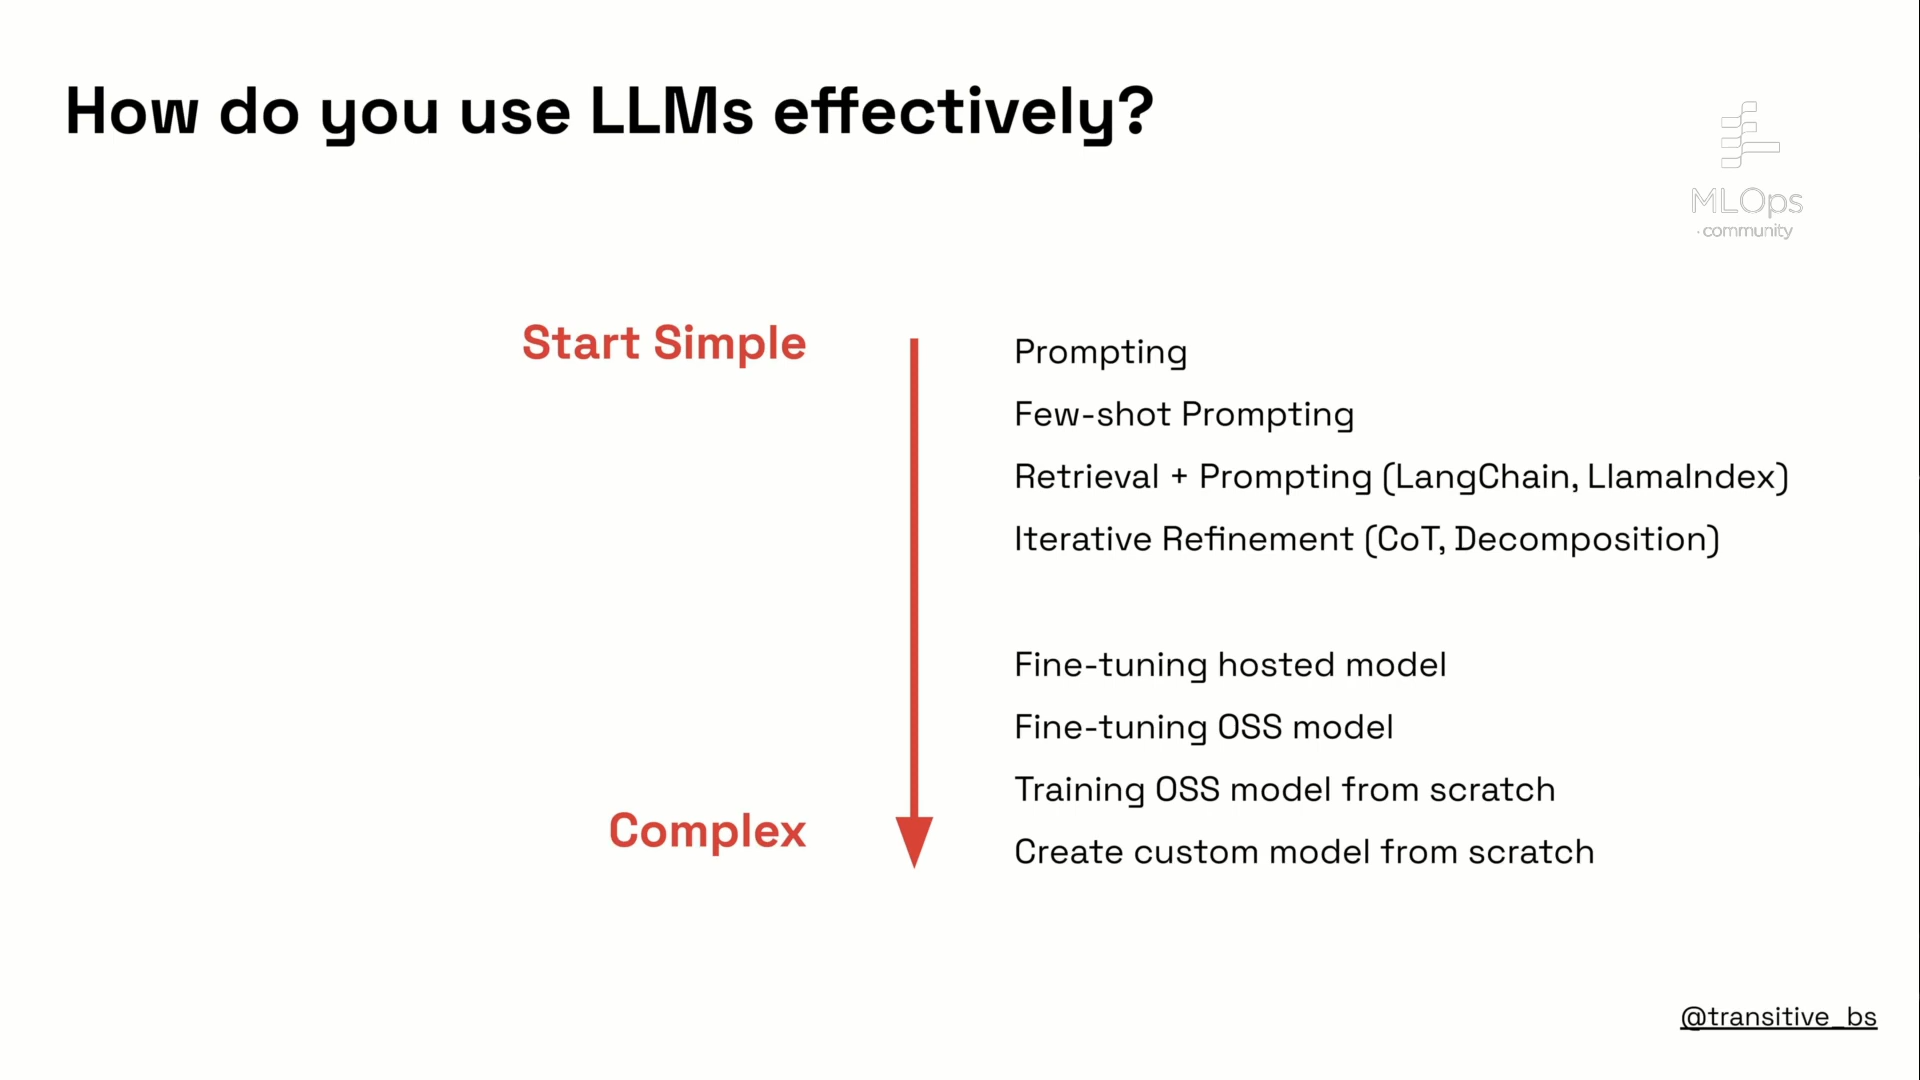 How do you use LLMs effectively?
MLOps
.community
Start Simple
Prompting
Few-shot Prompting
Retrieval + Prompting (LangChain, LlamaIndex)
Iterative Refinement (CoT, Decomposition)
Fine-tuning hosted model
Fine-tuning OSS model
Training OSS model from scratch
Complex
Create custom model from scratch
@transitive_bs